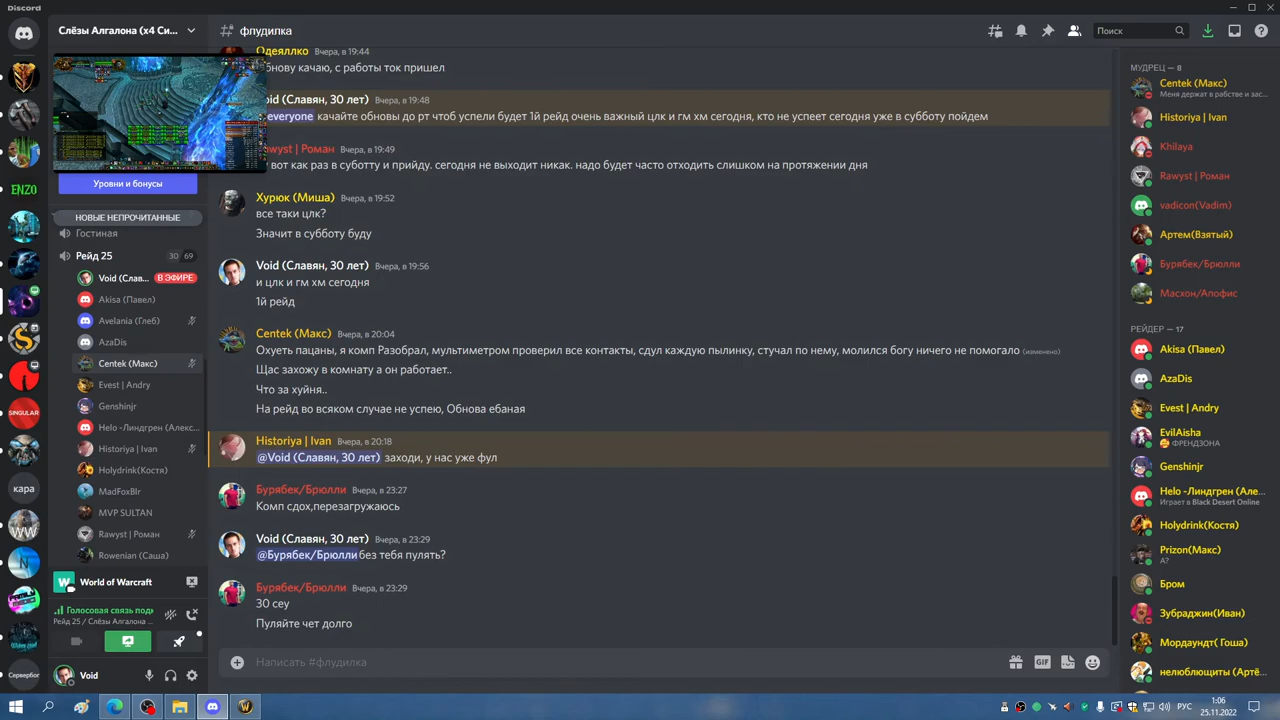 Discord
Слёзы Алгалона (x4 Си...
флудилка
Поиск
Уровни и бонусы
НОВЫЕ НЕПРОЧИТАННЫЕ
Гостиная
Рейд 25 30 69
Void (Слав... В ЭФИРЕ
Akisa (Павел)
Avelania (Глеб)
AzaDis
Centek (Макс)
Evest | Andry
Genshinjr
Helo -Линдгрен (Алекс...
Historiya | Ivan
Holydrink(Костя)
MadFoxBlr
MVP SULTAN
Rawyst | Роман
Rowenian (Саша)
World of Warcraft
Голосовая связь подк
Рейд 25 / Слёзы Алгалона
Void
ENZO
SINGULAR
кара
WW
Сервербог
Одеяллко Вчера, в 19:44
обнову качаю, с работы ток пришел
Void (Славян, 30 лет) Вчера, в 19:48
everyone качайте обновы до рт чтоб успели будет 1й рейд очень важный цлк и гм хм сегодня, кто не успеет сегодня уже в субботу пойдем
Rawyst | Роман Вчера, в 19:49
вот как раз в суботту и прийду. сегодня не выходит никак. надо будет часто отходить слишком на протяжении дня
Хурюк (Миша) Вчера, в 19:52
все таки цлк?
Значит в субботу буду
Void (Славян, 30 лет) Вчера, в 19:56
и цлк и гм хм сегодня
1й рейд
Centek (Макс) Вчера, в 20:04
Охуеть пацаны, я комп Разобрал, мультиметром проверил все контакты, сдул каждую пылинку, стучал по нему, молился богу ничего не помогало (изменено)
Щас захожу в комнату а он работает..
Что за хуйня..
На рейд во всяком случае не успею, Обнова ебаная
Historiya | Ivan Вчера, в 20:18
@Void (Славян, 30 лет) заходи, у нас уже фул
Бурябек/Брюлли Вчера, в 23:27
Комп сдох,перезагружаюсь
Void (Славян, 30 лет) Вчера, в 23:29
@Бурябек/Брюлли без тебя пулять?
Бурябек/Брюлли Вчера, в 23:29
30 сеу
Пуляйте чет долго
Написать #флудилка
GIF
МУДРЕЦ — 8
Centek (Макс)
Меня держат в рабстве и зас...
Historiya | Ivan
Khilaya
Rawyst | Роман
vadicon(Vadim)
Артем(Взятый)
Бурябек/Брюлли
Масхон/Апофис
РЕЙДЕР — 17
Akisa (Павел)
AzaDis
Evest | Andry
EvilAisha
ФРЕНДЗОНА
Genshinjr
Helo -Линдгрен (Але...
Играет в Black Desert Online
Holydrink(Костя)
Prizon(Макс)
А?
Бром
Зубраджин(Иван)
Мордаундт( Гоша)
нелюблющиты (Артё...
РУС
1:06
25.11.2022